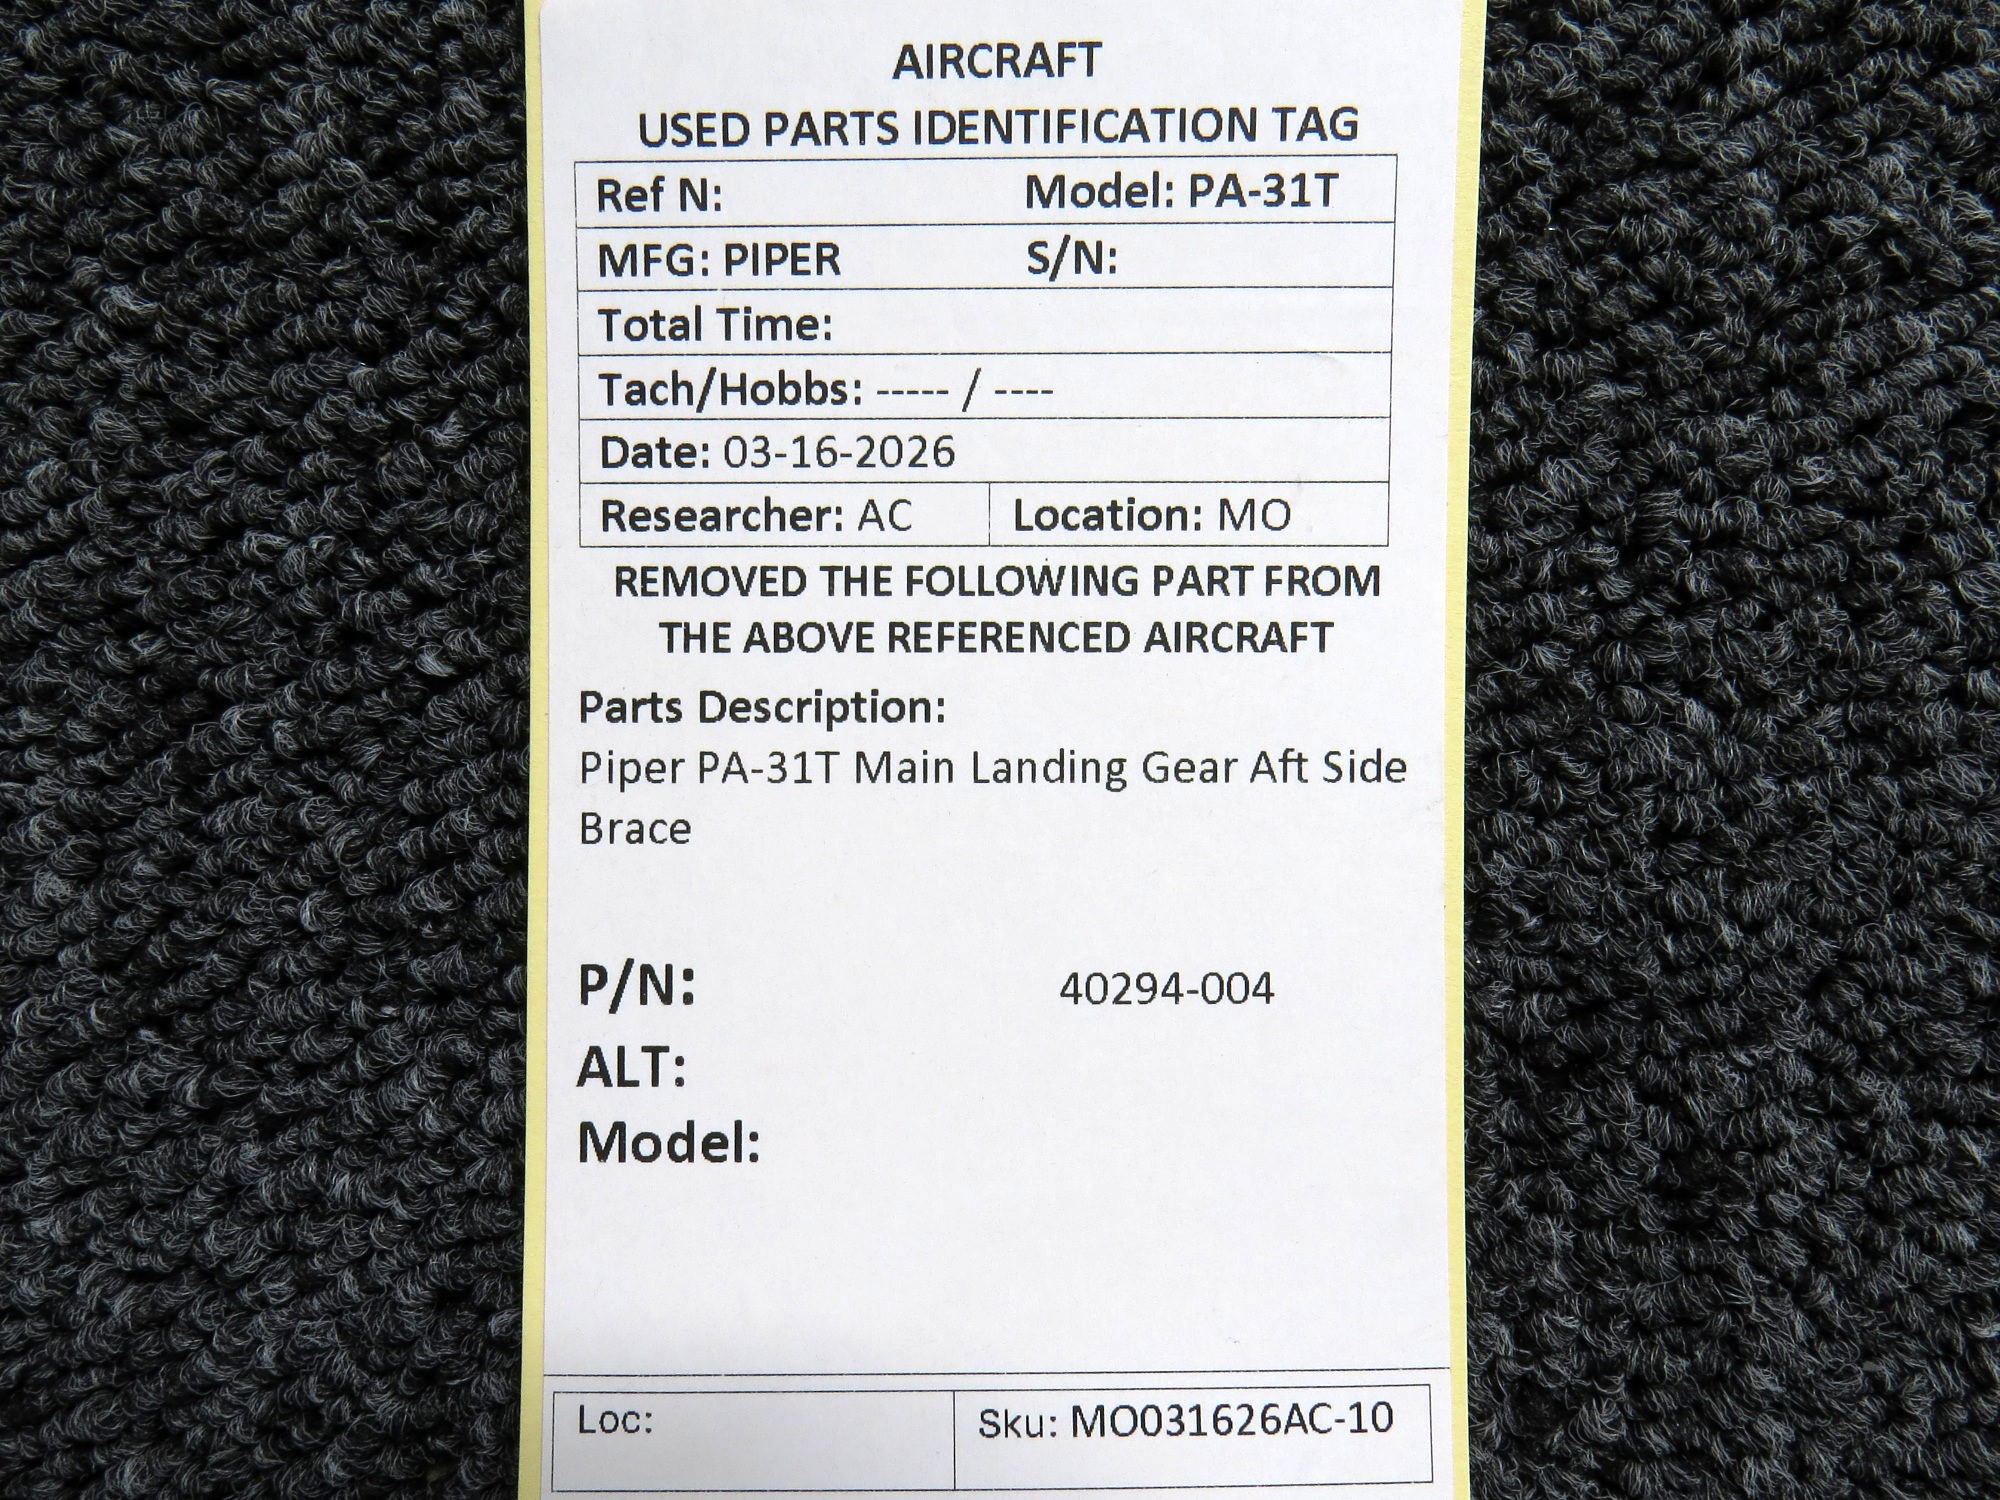 AIRCRAFT
USED PARTS IDENTIFICATION TAG
Ref N: Model: PA-31T
MFG: PIPER S/N:
Total Time:
Tach/Hobbs: ----- / ----
Date: 03-16-2026
Researcher: AC Location: MO
REMOVED THE FOLLOWING PART FROM
THE ABOVE REFERENCED AIRCRAFT
Parts Description:
Piper PA-31T Main Landing Gear Aft Side
Brace
P/N: 40294-004
ALT:
Model:
Loc: Sku: MO031626AC-10